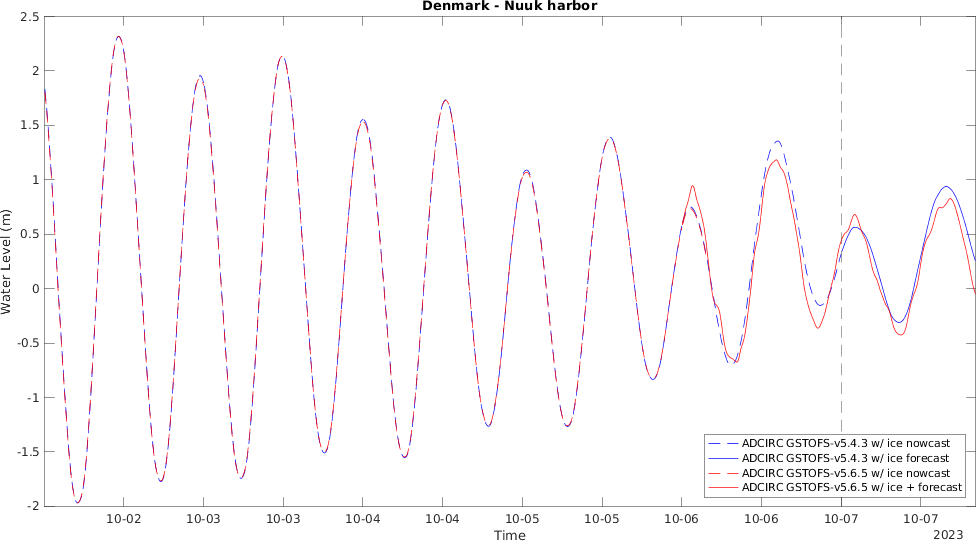 Denmark - Nuuk harbor
2.5
2
1.5
1
0.5
0
-0.5
-1
-1.5
-2
Water Level (m)
ADCIRC GSTOFS-v5.4.3 w/ ice nowcast
ADCIRC GSTOFS-v5.4.3 w/ ice forecast
ADCIRC GSTOFS-v5.6.5 w/ ice nowcast
ADCIRC GSTOFS-v5.6.5 w/ ice + forecast
10-02 10-03 10-03 10-04 10-04 10-05 10-05 10-06 10-06 10-07 10-07
Time
2023